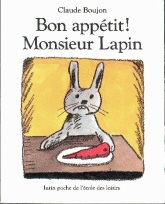 Claude Boujon
Bon appétit!
Monsieur Lapin
lutin poche de l'école des loisirs